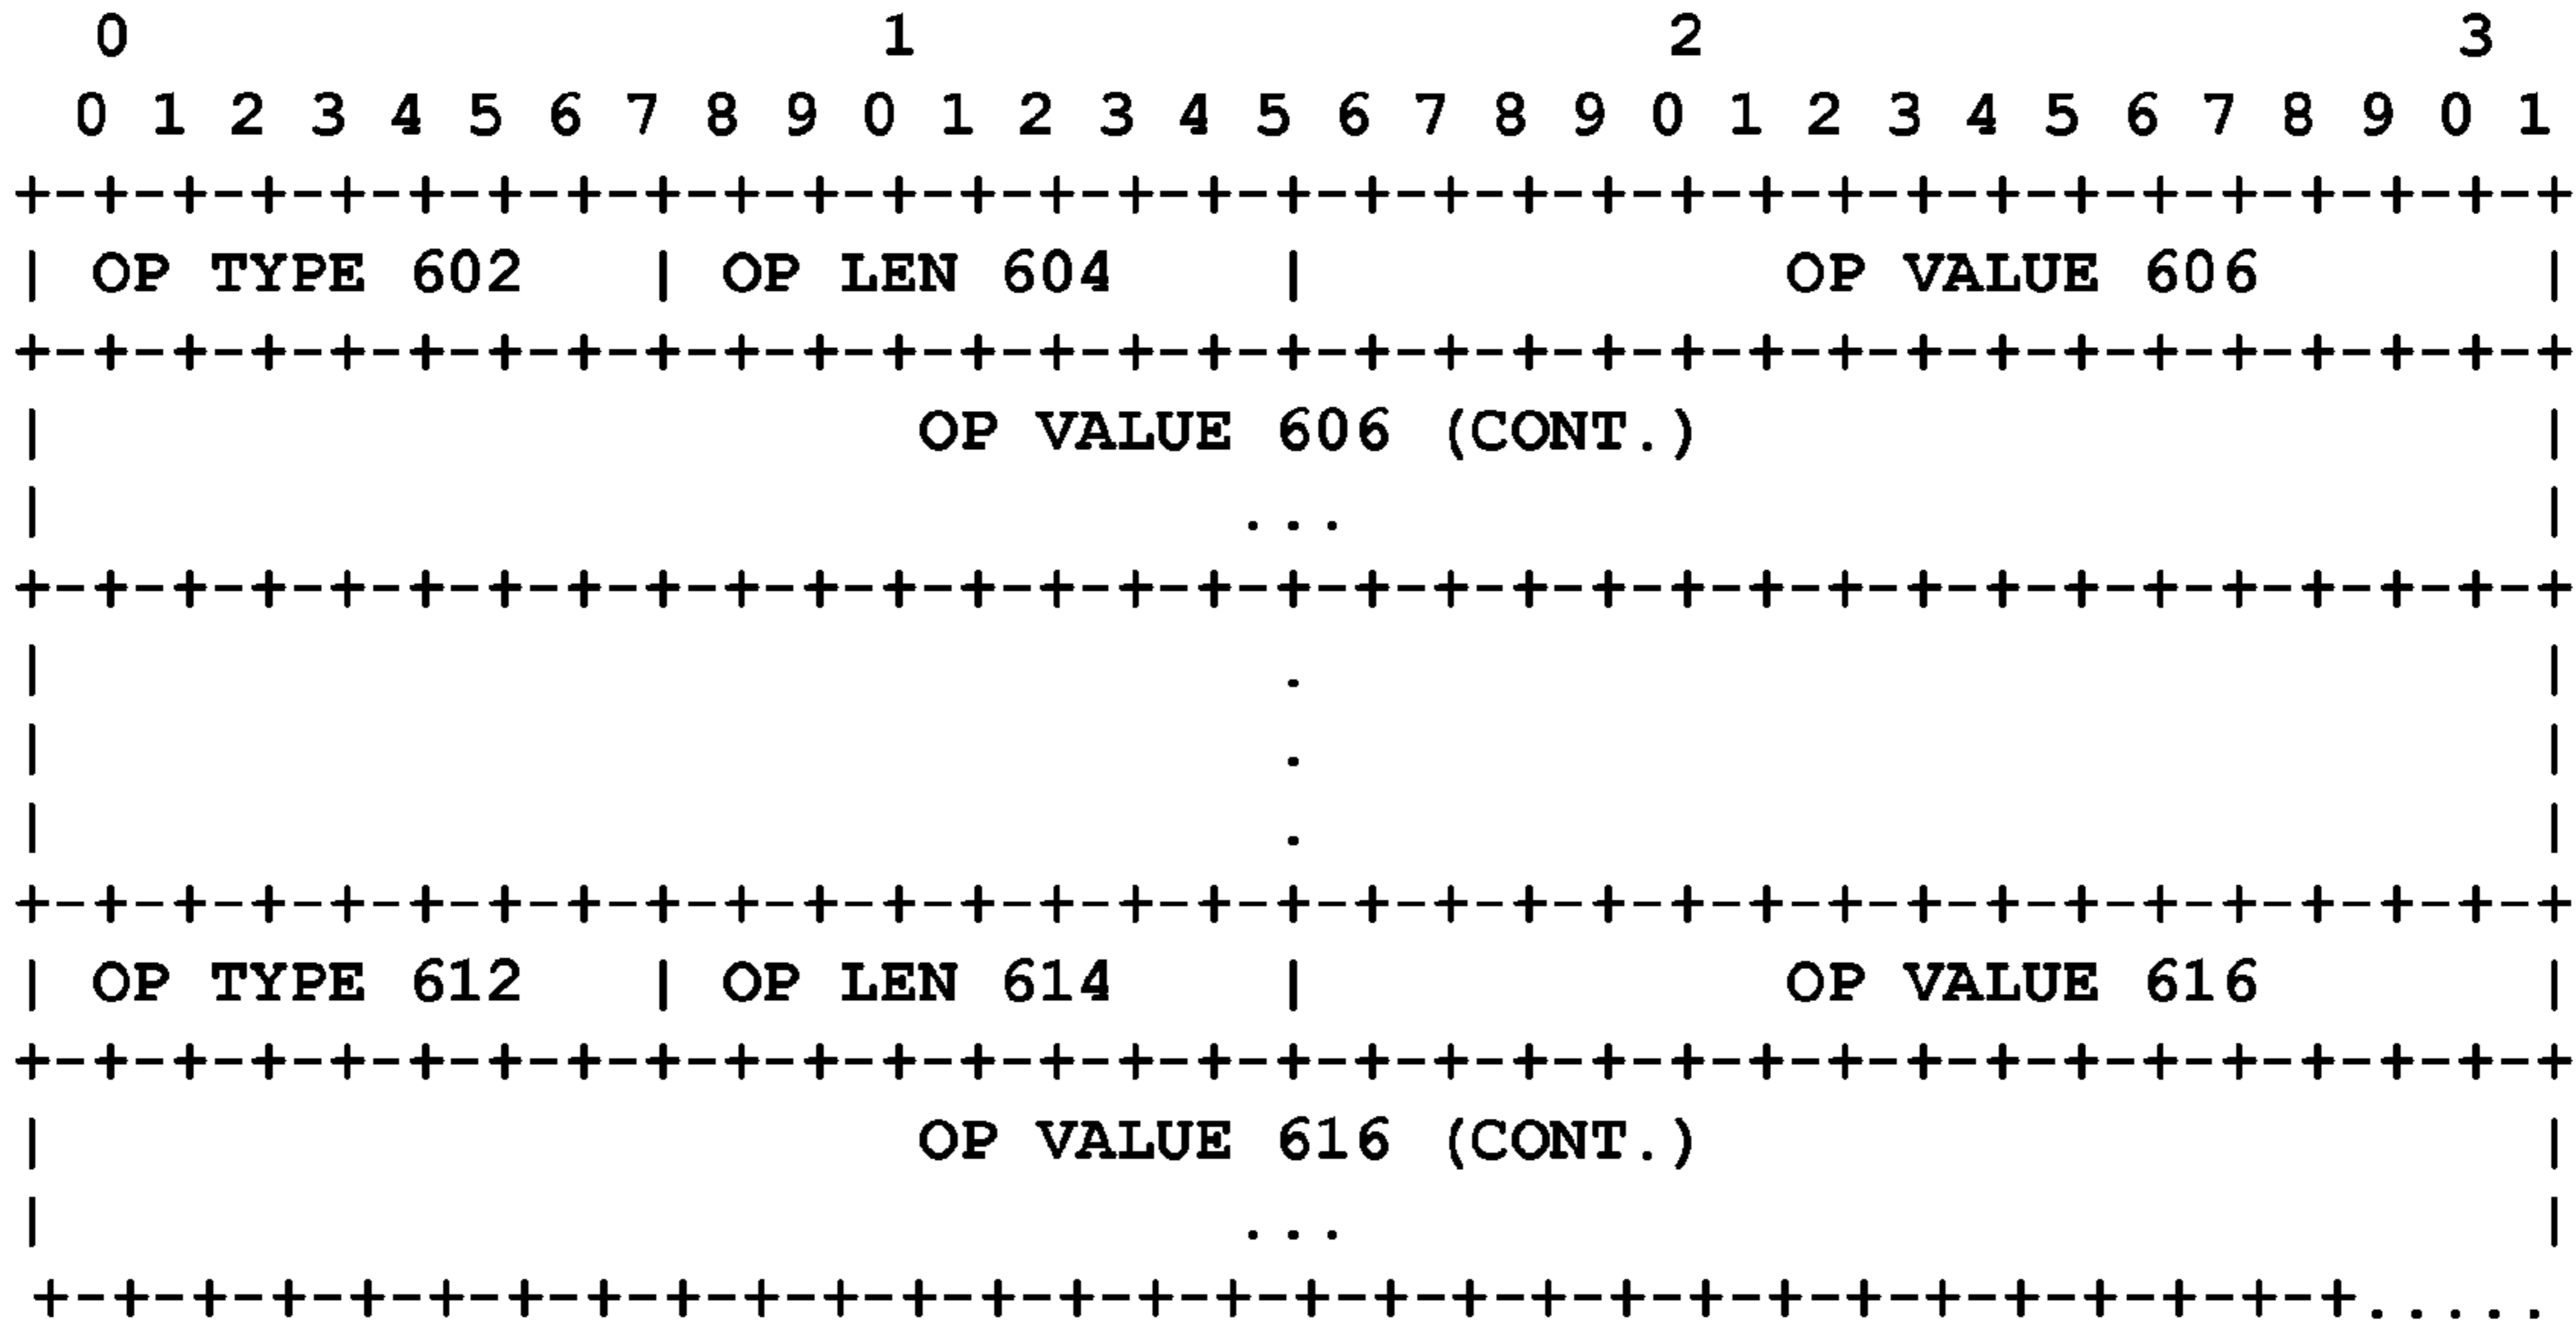 0 1 2 3
0 1 2 3 4 5 6 7 8 9 0 1 2 3 4 5 6 7 8 9 0 1 2 3 4 5 6 7 8 9 0 1
+-+-+-+-+-+-+-+-+-+-+-+-+-+-+-+-+-+-+-+-+-+-+-+-+-+-+-+-+-+-+-+-+
| OP TYPE 602 | OP LEN 604 | OP VALUE 606 |
+-+-+-+-+-+-+-+-+-+-+-+-+-+-+-+-+-+-+-+-+-+-+-+-+-+-+-+-+-+-+-+-+
| OP VALUE 606 (CONT.) |
| ... |
+-+-+-+-+-+-+-+-+-+-+-+-+-+-+-+-+-+-+-+-+-+-+-+-+-+-+-+-+-+-+-+-+
| . |
| . |
| . |
+-+-+-+-+-+-+-+-+-+-+-+-+-+-+-+-+-+-+-+-+-+-+-+-+-+-+-+-+-+-+-+-+
| OP TYPE 612 | OP LEN 614 | OP VALUE 616 |
+-+-+-+-+-+-+-+-+-+-+-+-+-+-+-+-+-+-+-+-+-+-+-+-+-+-+-+-+-+-+-+-+
| OP VALUE 616 (CONT.) |
| ... |
+-+-+-+-+-+-+-+-+-+-+-+-+-+-+-+-+-+-+-+-+-+-+-+-+-+-+-+-+-+.....